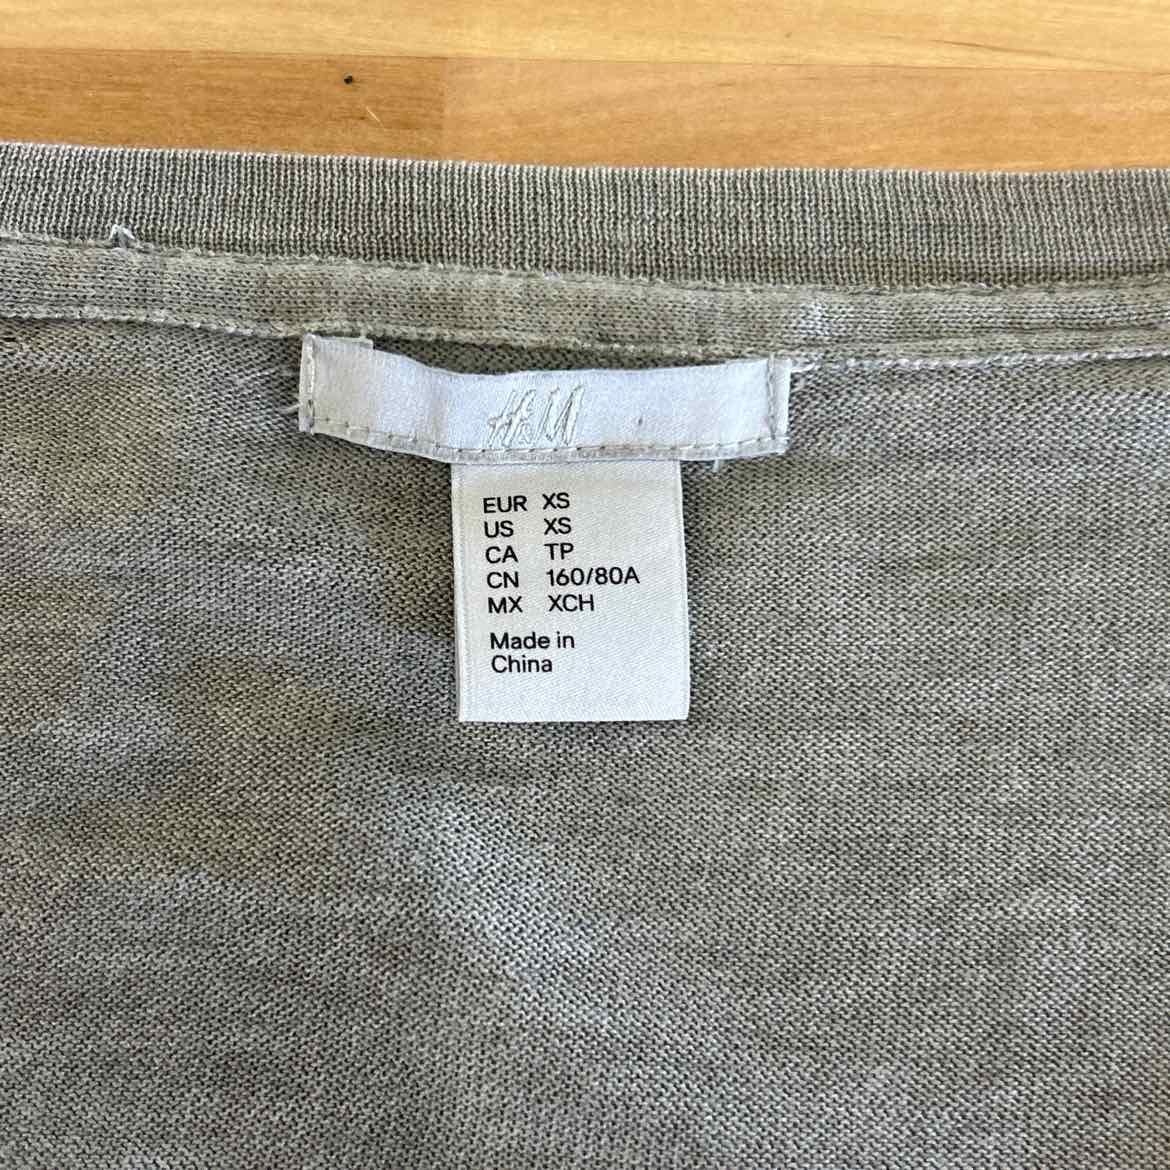 H&M
EUR XS
US XS
CA TP
CN 160/80A
MX XCH
Made in
China